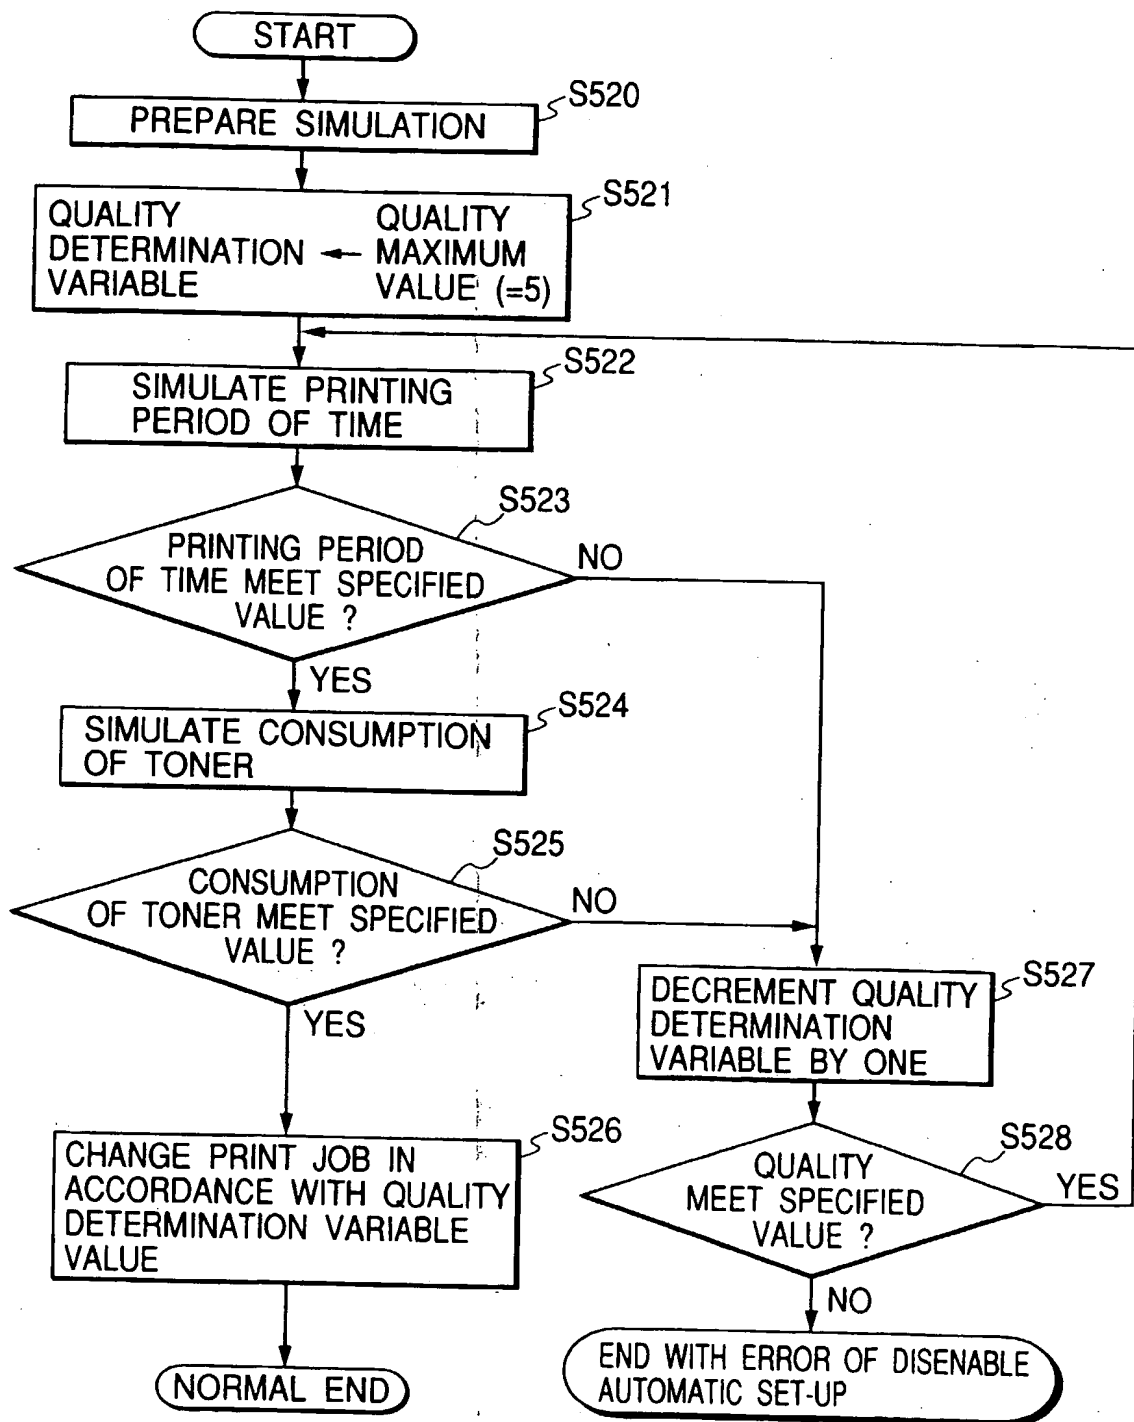 START
S520
PREPARE SIMULATION
S521
QUALITY
DETERMINATION
VARIABLE
←
QUALITY
MAXIMUM
VALUE (=5)
S522
SIMULATE PRINTING
PERIOD OF TIME
S523
PRINTING PERIOD
OF TIME MEET SPECIFIED
VALUE ?
NO
YES
S524
SIMULATE CONSUMPTION
OF TONER
S525
CONSUMPTION
OF TONER MEET SPECIFIED
VALUE ?
NO
YES
S527
DECREMENT QUALITY
DETERMINATION
VARIABLE BY ONE
S526
CHANGE PRINT JOB IN
ACCORDANCE WITH QUALITY
DETERMINATION VARIABLE
VALUE
S528
QUALITY
MEET SPECIFIED
VALUE ?
YES
NO
NORMAL END
END WITH ERROR OF DISENABLE
AUTOMATIC SET-UP